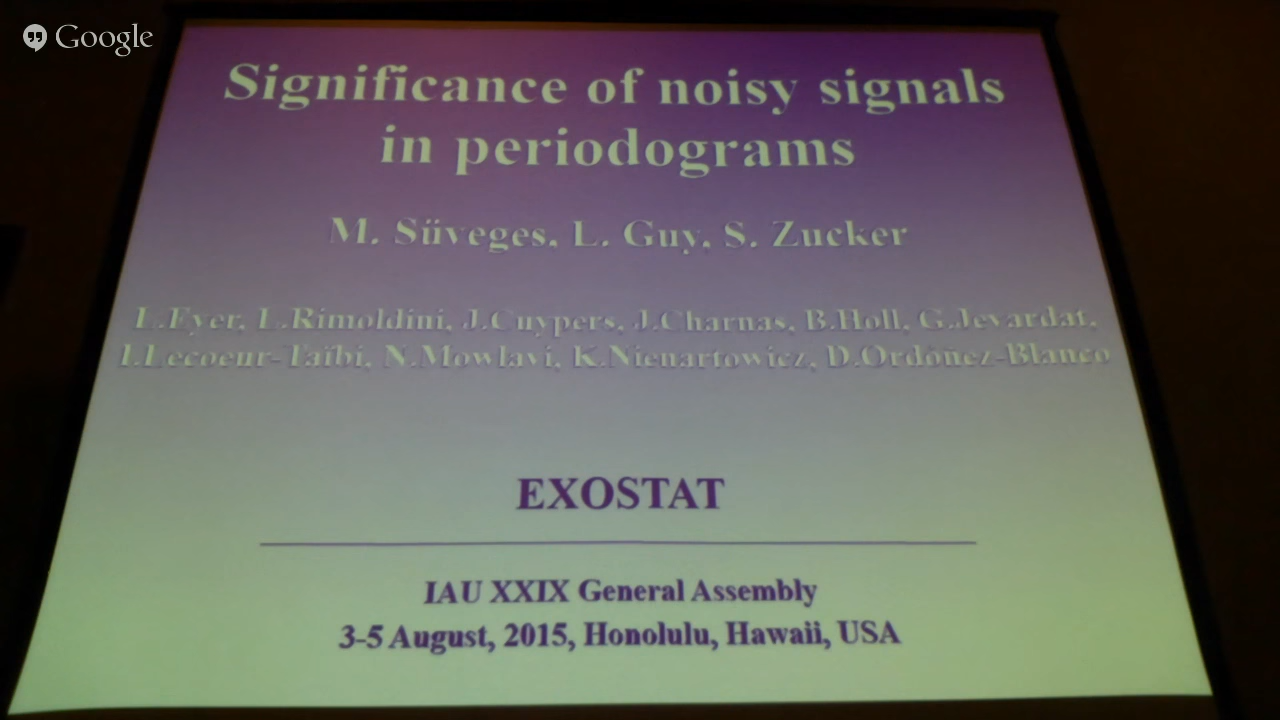 Google
Significance of noisy signals
in periodograms
M. Süveges, L. Guy, S. Zucker
L.Eyer, L.Rimoldini, J.Cuypers, J.Charnas, B.Holl, G.Jevardat,
I.Lecoeur-Taïbi, N.Mowlavi, K.Nienartowicz, D.Ordóñez-Blanco
EXOSTAT
IAU XXIX General Assembly
3-5 August, 2015, Honolulu, Hawaii, USA